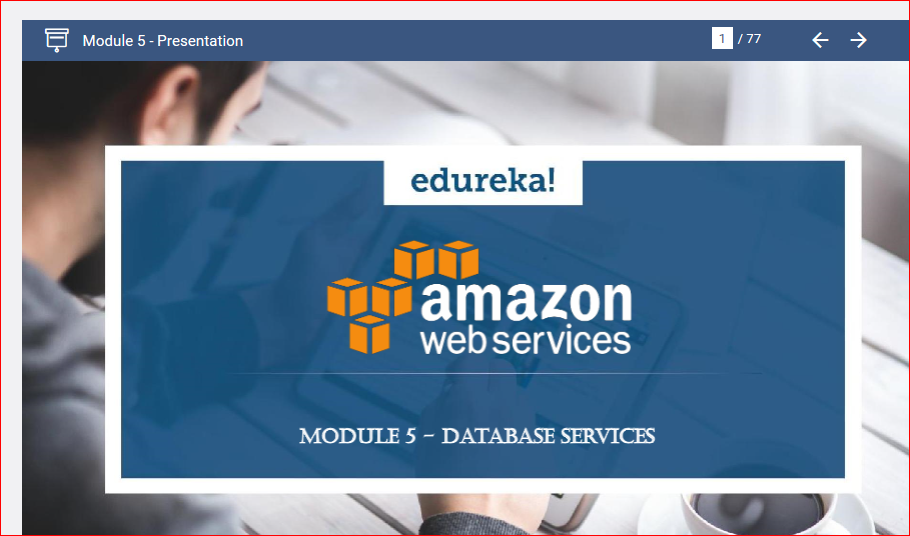 Module 5 - Presentation
1 / 77
edureka!
amazon
web services
MODULE 5 – DATABASE SERVICES